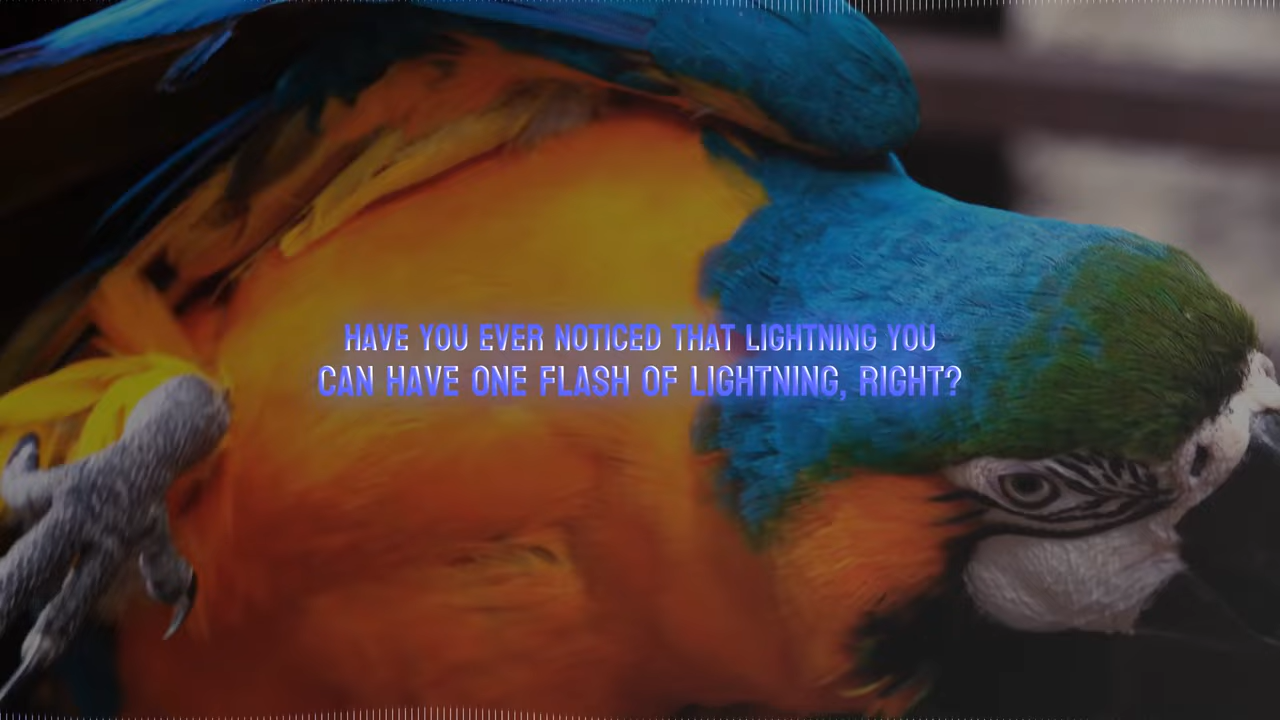 HAVE YOU EVER NOTICED THAT LIGHTNING YOU
CAN HAVE ONE FLASH OF LIGHTNING, RIGHT?